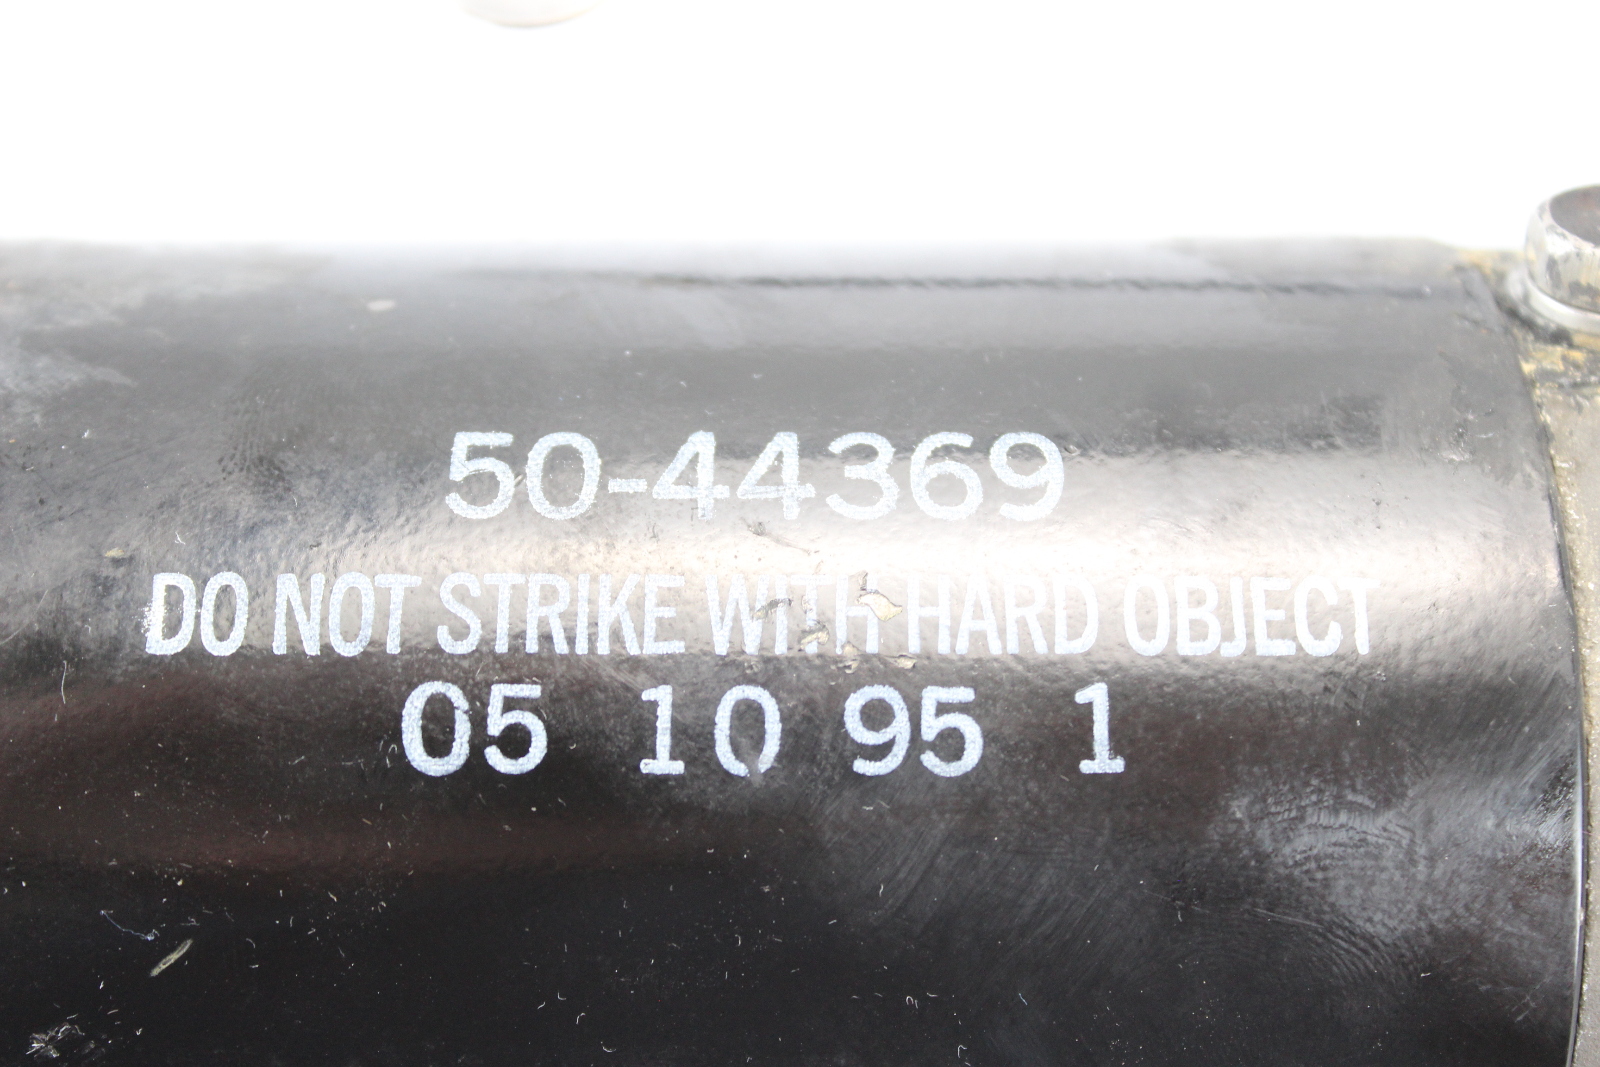 50-44369
DO NOT STRIKE WITH HARD OBJECT
05 10 95 1